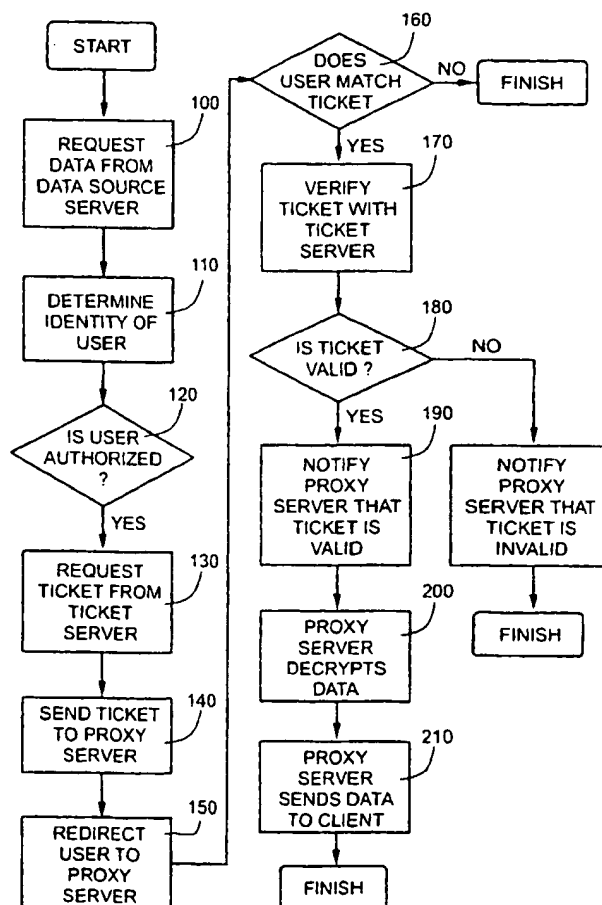 START
100
REQUEST
DATA FROM
DATA SOURCE
SERVER
110
DETERMINE
IDENTITY OF
USER
120
IS USER
AUTHORIZED
?
YES
130
REQUEST
TICKET FROM
TICKET
SERVER
140
SEND TICKET
TO PROXY
SERVER
150
REDIRECT
USER TO
PROXY
SERVER
160
DOES
USER MATCH
TICKET
NO
FINISH
YES
170
VERIFY
TICKET WITH
TICKET
SERVER
180
IS TICKET
VALID ?
NO
YES
190
NOTIFY
PROXY
SERVER THAT
TICKET IS
VALID
NOTIFY
PROXY
SERVER THAT
TICKET IS
INVALID
FINISH
200
PROXY
SERVER
DECRYPTS
DATA
210
PROXY
SERVER
SENDS DATA
TO CLIENT
FINISH